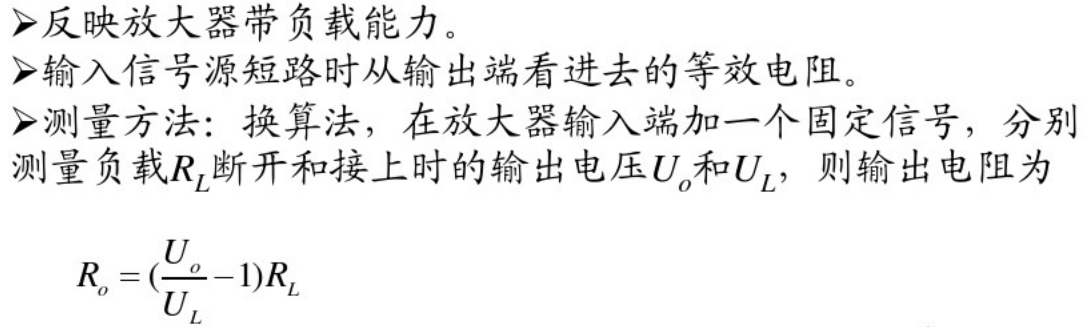 ➢反映放大器带负载能力。
➢输入信号源短路时从输出端看进去的等效电阻。
➢测量方法：换算法，在放大器输入端加一个固定信号，分别
测量负载R_L断开和接上时的输出电压U_o和U_L，则输出电阻为
R_o = (U_o/U_L − 1)R_L